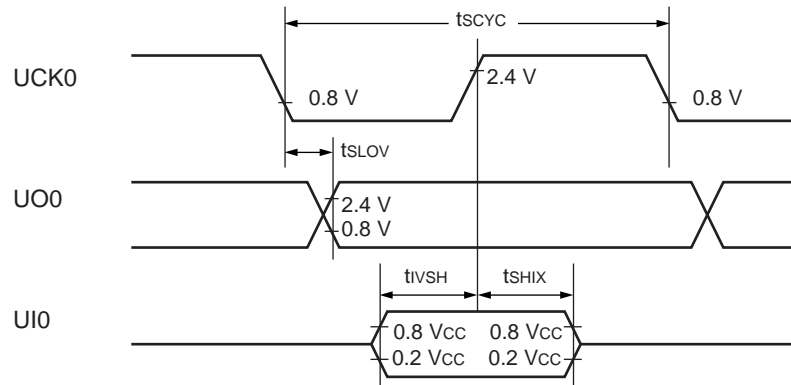 tSCYC
UCK0
0.8 V
2.4 V
0.8 V
tSLOV
UO0
2.4 V
0.8 V
tIVSH
tSHIX
UI0
0.8 VCC
0.8 VCC
0.2 VCC
0.2 VCC